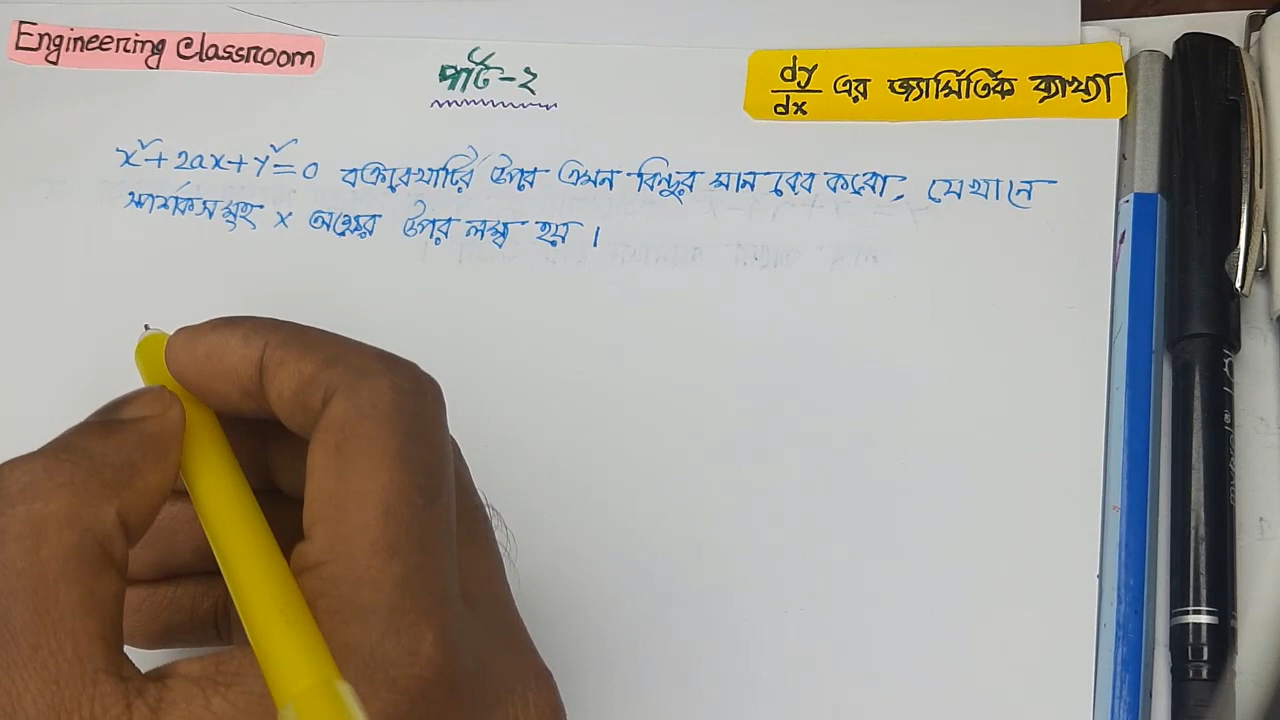 Engineering Classroom
পার্ট-২
dy/dx এর জ্যামিতিক ব্যাখ্যা
x²+2ax+y²=0 বক্ররেখাটির উপর এমন বিন্দুর মান বের করো, যেখানে
স্পর্শকসমূহ x অক্ষের উপর লম্ব হয়।